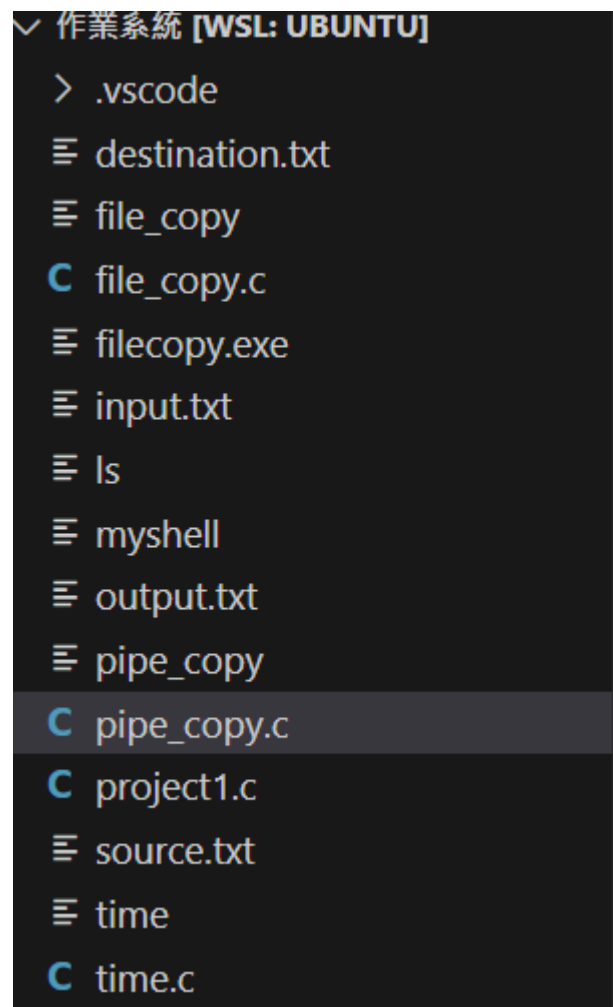 作業系統 [WSL: UBUNTU]
.vscode
destination.txt
file_copy
C file_copy.c
filecopy.exe
input.txt
ls
myshell
output.txt
pipe_copy
C pipe_copy.c
C project1.c
source.txt
time
C time.c